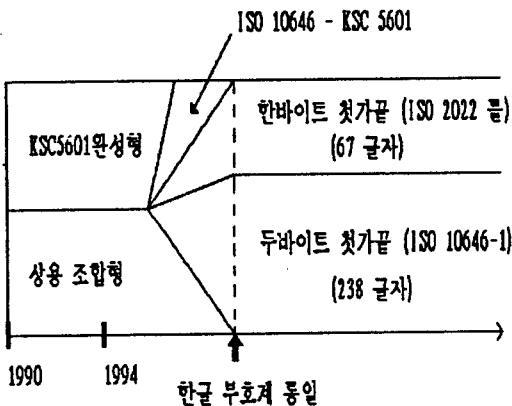 ISO 10646 - KSC 5601
KSC5601완성형
한바이트 첫가끝 (ISO 2022 틀)
(67 글자)
상용 조합형
두바이트 첫가끝 (ISO 10646-1)
(238 글자)
1990
1994
한글 부호계 통일